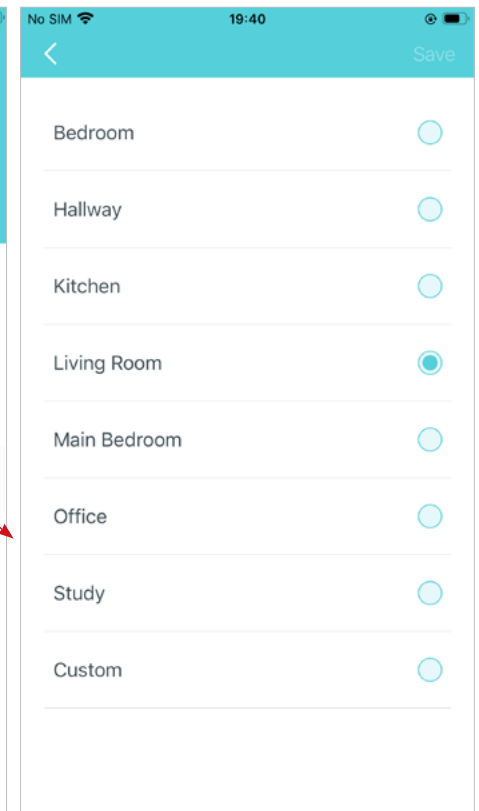 No SIM 19:40
Save
Bedroom
Hallway
Kitchen
Living Room
Main Bedroom
Office
Study
Custom